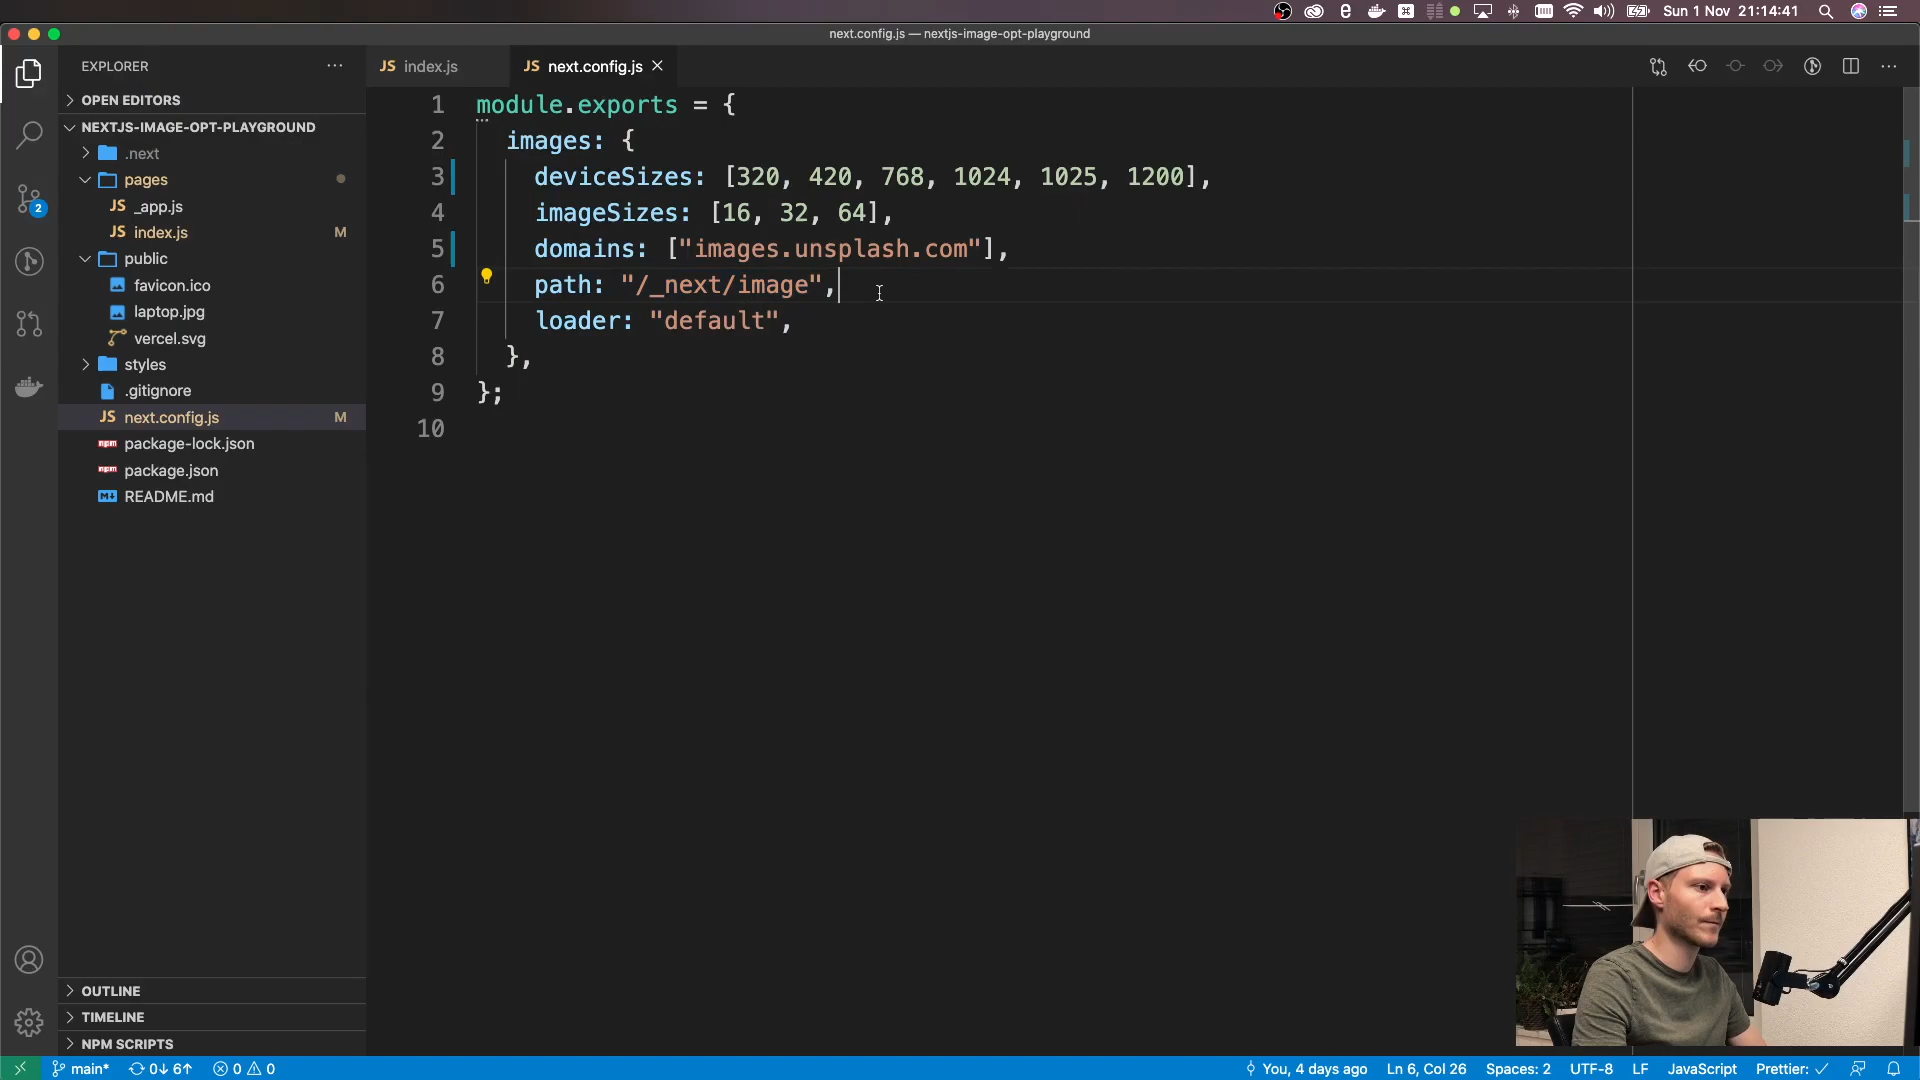 Sun 1 Nov 21:14:41
next.config.js — nextjs-image-opt-playground
EXPLORER
JS index.js
JS next.config.js
OPEN EDITORS
NEXTJS-IMAGE-OPT-PLAYGROUND
.next
pages
JS _app.js
JS index.js M
public
favicon.ico
laptop.jpg
vercel.svg
styles
.gitignore
JS next.config.js M
npm package-lock.json
npm package.json
README.md
OUTLINE
TIMELINE
NPM SCRIPTS
2
1 module.exports = {
2 images: {
3 deviceSizes: [320, 420, 768, 1024, 1025, 1200],
4 imageSizes: [16, 32, 64],
5 domains: ["images.unsplash.com"],
6 path: "/_next/image",
7 loader: "default",
8 },
9 };
10
main* 0↓ 6↑ 0 0
You, 4 days ago Ln 6, Col 26 Spaces: 2 UTF-8 LF JavaScript Prettier: ✓